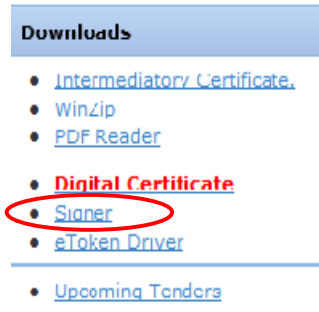 Downloads
Intermediatory Certificate.
WinZip
PDF Reader
Digital Certificate
Signer
eToken Driver
Upcoming Tenders